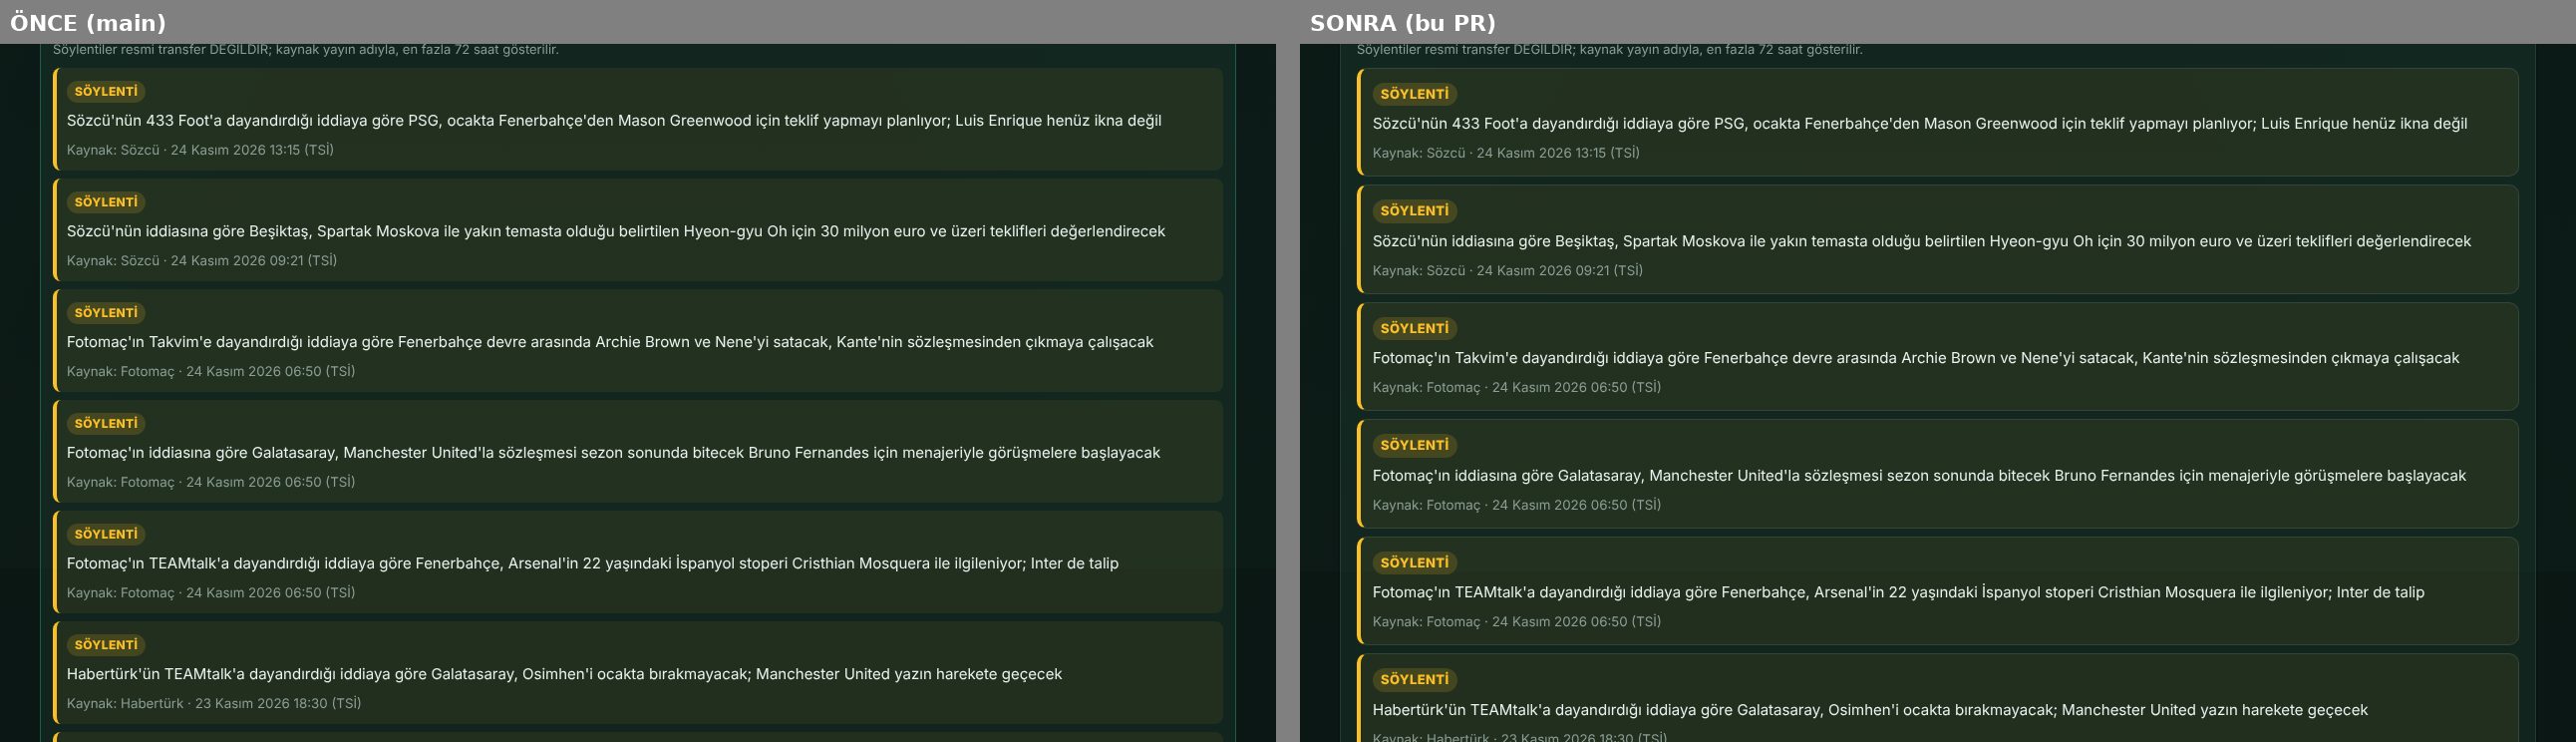 ÖNCE (main)
Söylentiler resmi transfer DEĞİLDİR; kaynak yayın adıyla, en fazla 72 saat gösterilir.
SÖYLENTİ
Sözcü'nün 433 Foot'a dayandırdığı iddiaya göre PSG, ocakta Fenerbahçe'den Mason Greenwood için teklif yapmayı planlıyor; Luis Enrique henüz ikna değil
Kaynak: Sözcü · 24 Kasım 2026 13:15 (TSİ)
SÖYLENTİ
Sözcü'nün iddiasına göre Beşiktaş, Spartak Moskova ile yakın temasta olduğu belirtilen Hyeon-gyu Oh için 30 milyon euro ve üzeri teklifleri değerlendirecek
Kaynak: Sözcü · 24 Kasım 2026 09:21 (TSİ)
SÖYLENTİ
Fotomaç'ın Takvim'e dayandırdığı iddiaya göre Fenerbahçe devre arasında Archie Brown ve Nene'yi satacak, Kante'nin sözleşmesinden çıkmaya çalışacak
Kaynak: Fotomaç · 24 Kasım 2026 06:50 (TSİ)
SÖYLENTİ
Fotomaç'ın iddiasına göre Galatasaray, Manchester United'la sözleşmesi sezon sonunda bitecek Bruno Fernandes için menajeriyle görüşmelere başlayacak
Kaynak: Fotomaç · 24 Kasım 2026 06:50 (TSİ)
SÖYLENTİ
Fotomaç'ın TEAMtalk'a dayandırdığı iddiaya göre Fenerbahçe, Arsenal'in 22 yaşındaki İspanyol stoperi Cristhian Mosquera ile ilgileniyor; Inter de talip
Kaynak: Fotomaç · 24 Kasım 2026 06:50 (TSİ)
SÖYLENTİ
Habertürk'ün TEAMtalk'a dayandırdığı iddiaya göre Galatasaray, Osimhen'i ocakta bırakmayacak; Manchester United yazın harekete geçecek
Kaynak: Habertürk · 23 Kasım 2026 18:30 (TSİ)
SONRA (bu PR)
Söylentiler resmi transfer DEĞİLDİR; kaynak yayın adıyla, en fazla 72 saat gösterilir.
SÖYLENTİ
Sözcü'nün 433 Foot'a dayandırdığı iddiaya göre PSG, ocakta Fenerbahçe'den Mason Greenwood için teklif yapmayı planlıyor; Luis Enrique henüz ikna değil
Kaynak: Sözcü · 24 Kasım 2026 13:15 (TSİ)
SÖYLENTİ
Sözcü'nün iddiasına göre Beşiktaş, Spartak Moskova ile yakın temasta olduğu belirtilen Hyeon-gyu Oh için 30 milyon euro ve üzeri teklifleri değerlendirecek
Kaynak: Sözcü · 24 Kasım 2026 09:21 (TSİ)
SÖYLENTİ
Fotomaç'ın Takvim'e dayandırdığı iddiaya göre Fenerbahçe devre arasında Archie Brown ve Nene'yi satacak, Kante'nin sözleşmesinden çıkmaya çalışacak
Kaynak: Fotomaç · 24 Kasım 2026 06:50 (TSİ)
SÖYLENTİ
Fotomaç'ın iddiasına göre Galatasaray, Manchester United'la sözleşmesi sezon sonunda bitecek Bruno Fernandes için menajeriyle görüşmelere başlayacak
Kaynak: Fotomaç · 24 Kasım 2026 06:50 (TSİ)
SÖYLENTİ
Fotomaç'ın TEAMtalk'a dayandırdığı iddiaya göre Fenerbahçe, Arsenal'in 22 yaşındaki İspanyol stoperi Cristhian Mosquera ile ilgileniyor; Inter de talip
Kaynak: Fotomaç · 24 Kasım 2026 06:50 (TSİ)
SÖYLENTİ
Habertürk'ün TEAMtalk'a dayandırdığı iddiaya göre Galatasaray, Osimhen'i ocakta bırakmayacak; Manchester United yazın harekete geçecek
Kaynak: Habertürk · 23 Kasım 2026 18:30 (TSİ)